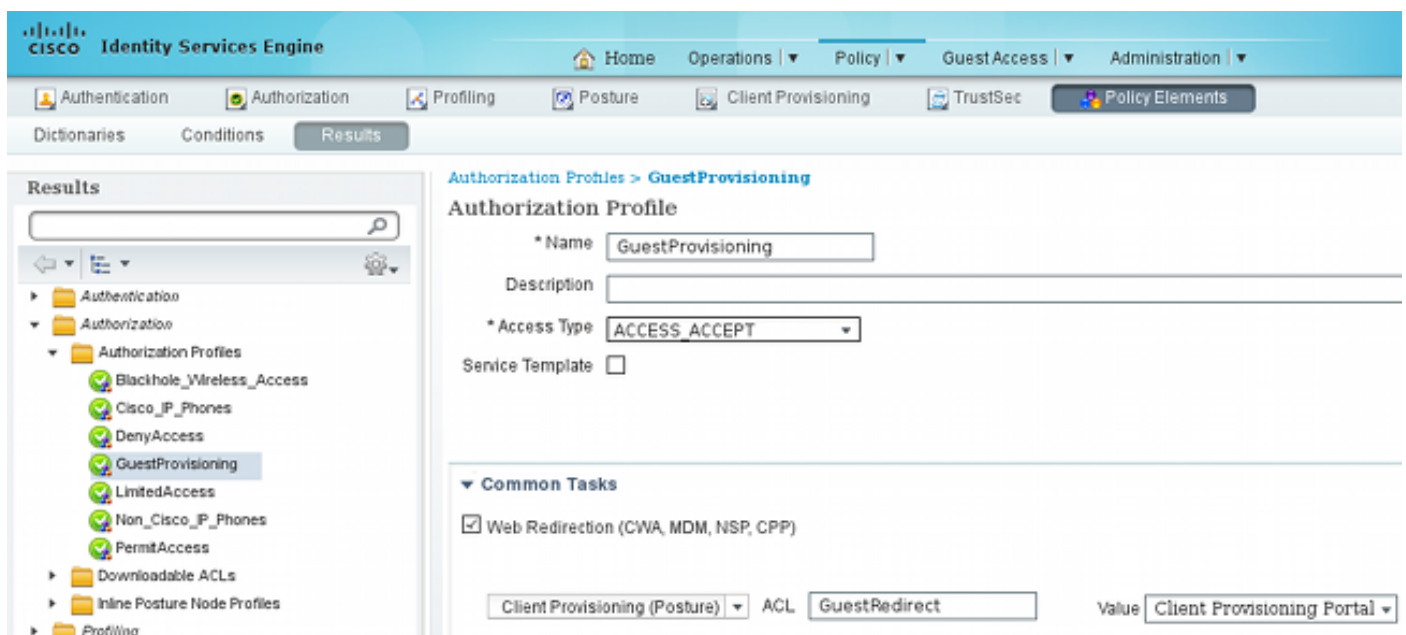 CISCO Identity Services Engine
Home Operations Policy Guest Access Administration
Authentication Authorization Profiling Posture Client Provisioning TrustSec Policy Elements
Dictionaries Conditions Results
Results
Authentication
Authorization
Authorization Profiles
Blackhole_Wireless_Access
Cisco_IP_Phones
DenyAccess
GuestProvisioning
LimitedAccess
Non_Cisco_IP_Phones
PermitAccess
Downloadable ACLs
Inline Posture Node Profiles
Profiling
Authorization Profiles > GuestProvisioning
Authorization Profile
* Name GuestProvisioning
Description
* Access Type ACCESS_ACCEPT
Service Template
Common Tasks
Web Redirection (CWA, MDM, NSP, CPP)
Client Provisioning (Posture) ACL GuestRedirect Value Client Provisioning Portal